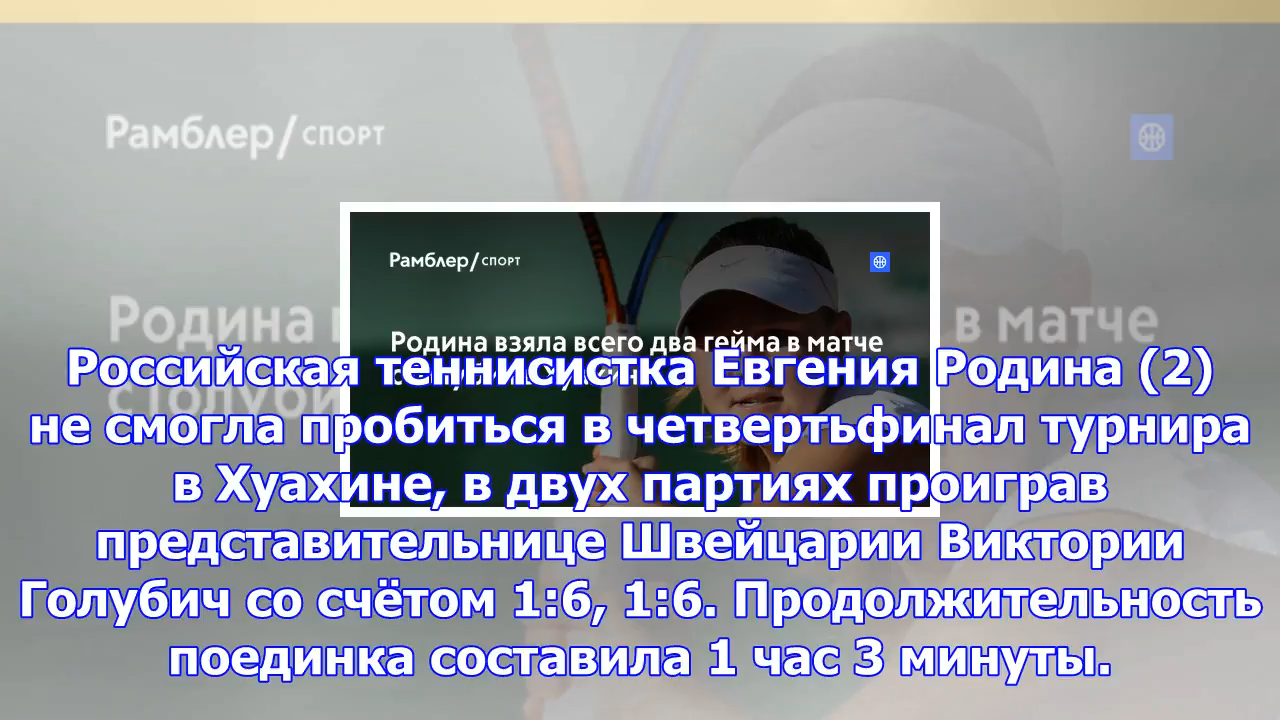 Рамблер/спорт
Рамблер/спорт
Родина взяла всего два гейма в матче
Родина
в матче
Российская теннисистка Евгения Родина (2)
не смогла пробиться в четвертьфинал турнира
в Хуахине, в двух партиях проиграв
представительнице Швейцарии Виктории
Голубич со счётом 1:6, 1:6. Продолжительность
поединка составила 1 час 3 минуты.